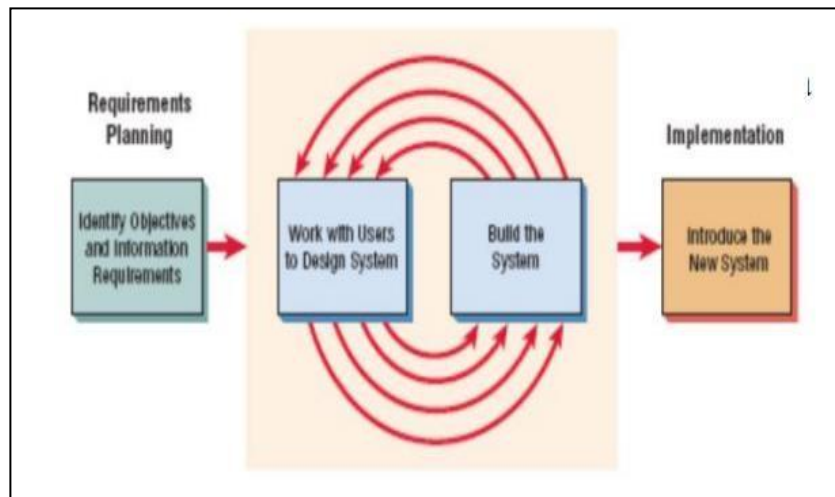 Requirements
Planning
Identify Objectives
and Information
Requirements
Work with Users
to Design System
Build the
System
Implementation
Introduce the
New System